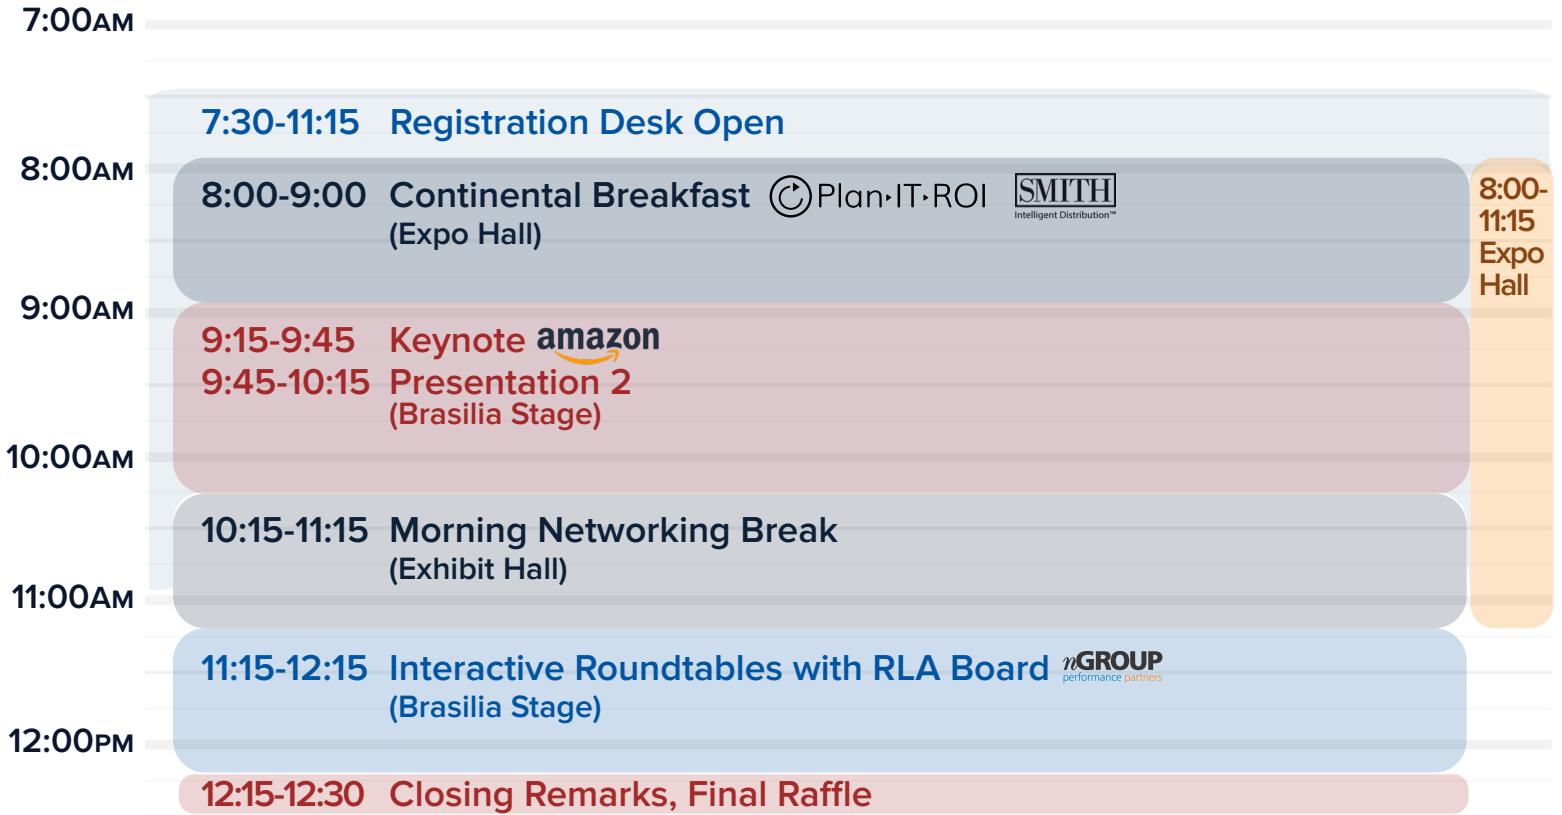 7:00AM
7:30-11:15 Registration Desk Open
8:00AM
8:00-9:00 Continental Breakfast Plan·IT·ROI SMITH
Intelligent Distribution™
(Expo Hall)
8:00-
11:15
Expo
Hall
9:00AM
9:15-9:45 Keynote amazon
9:45-10:15 Presentation 2
(Brasilia Stage)
10:00AM
10:15-11:15 Morning Networking Break
(Exhibit Hall)
11:00AM
11:15-12:15 Interactive Roundtables with RLA Board nGROUP
performance partners
(Brasilia Stage)
12:00PM
12:15-12:30 Closing Remarks, Final Raffle